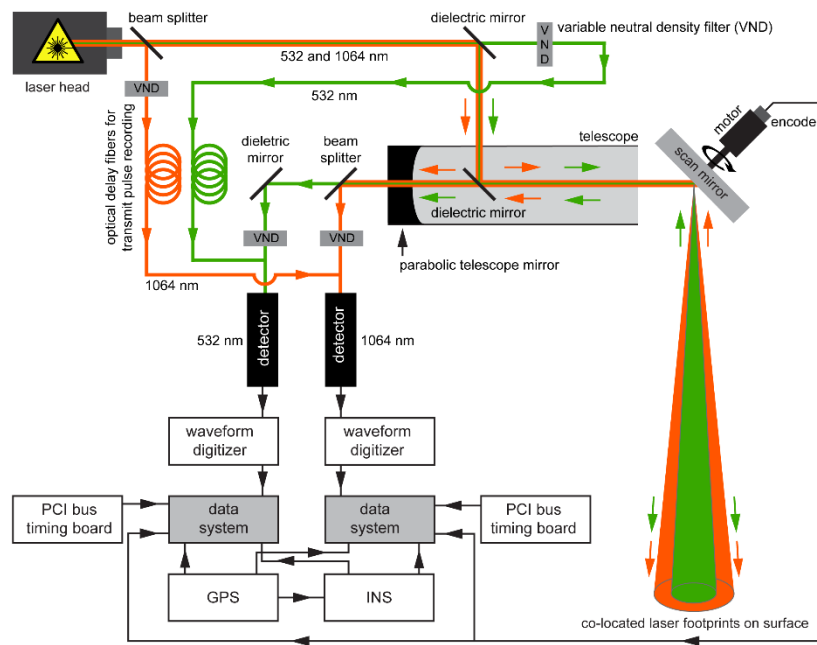 beam splitter
dielectric mirror
variable neutral density filter (VND)
V
N
D
laser head
532 and 1064 nm
VND
532 nm
motor
encode
dieletric
mirror
beam
splitter
telescope
scan mirror
optical delay fibers for
transmit pulse recording
dielectric mirror
VND
VND
parabolic telescope mirror
1064 nm
532 nm
detector
detector
1064 nm
waveform
digitizer
waveform
digitizer
PCI bus
timing board
data
system
data
system
PCI bus
timing board
GPS
INS
co-located laser footprints on surface